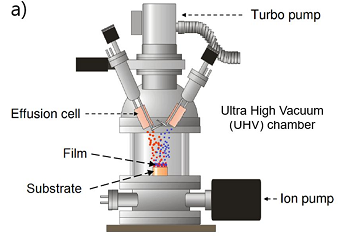 a)
Turbo pump
Effusion cell
Ultra High Vacuum
(UHV) chamber
Film
Substrate
Ion pump